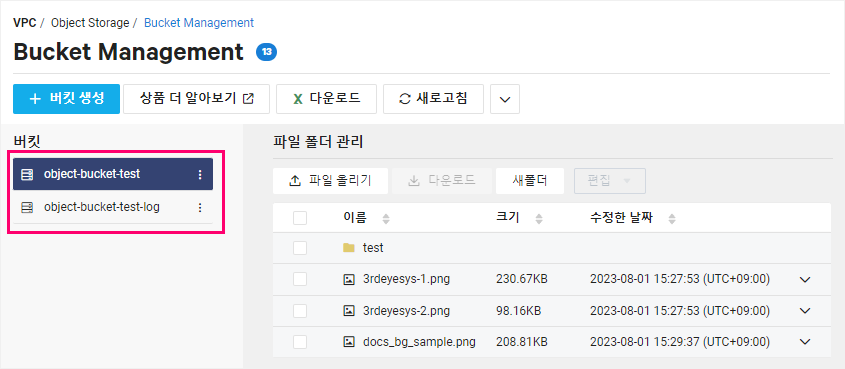 VPC / Object Storage / Bucket Management
Bucket Management 13
+ 버킷 생성 상품 더 알아보기 다운로드 새로고침
버킷
object-bucket-test
object-bucket-test-log
파일 폴더 관리
파일 올리기 다운로드 새폴더 편집
이름 크기 수정한 날짜
test
3rdeyesys-1.png 230.67KB 2023-08-01 15:27:53 (UTC+09:00)
3rdeyesys-2.png 98.16KB 2023-08-01 15:27:53 (UTC+09:00)
docs_bg_sample.png 208.81KB 2023-08-01 15:29:37 (UTC+09:00)